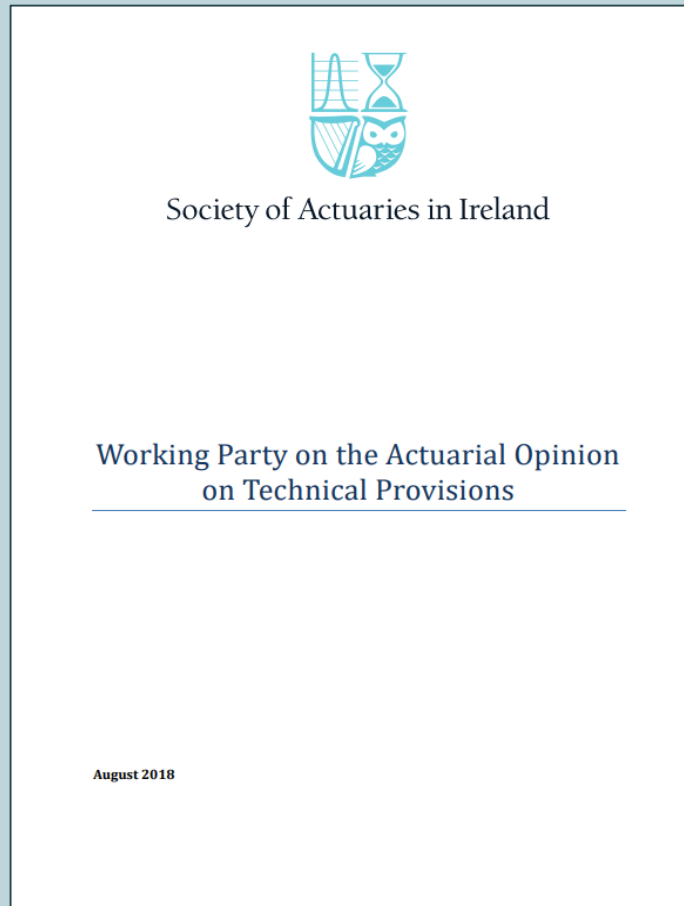 Society of Actuaries in Ireland
Working Party on the Actuarial Opinion
on Technical Provisions
August 2018